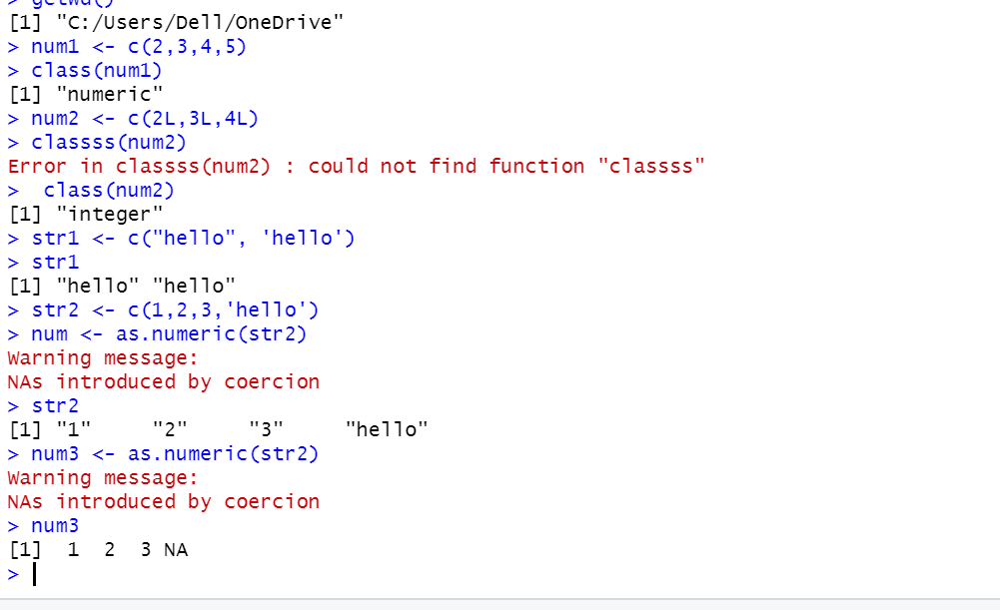 > getwd()
[1] "C:/Users/Dell/OneDrive"
> num1 <- c(2,3,4,5)
> class(num1)
[1] "numeric"
> num2 <- c(2L,3L,4L)
> classss(num2)
Error in classss(num2) : could not find function "classss"
>  class(num2)
[1] "integer"
> str1 <- c("hello", 'hello')
> str1
[1] "hello" "hello"
> str2 <- c(1,2,3,'hello')
> num <- as.numeric(str2)
Warning message:
NAs introduced by coercion
> str2
[1] "1"     "2"     "3"     "hello"
> num3 <- as.numeric(str2)
Warning message:
NAs introduced by coercion
> num3
[1]  1  2  3 NA
>